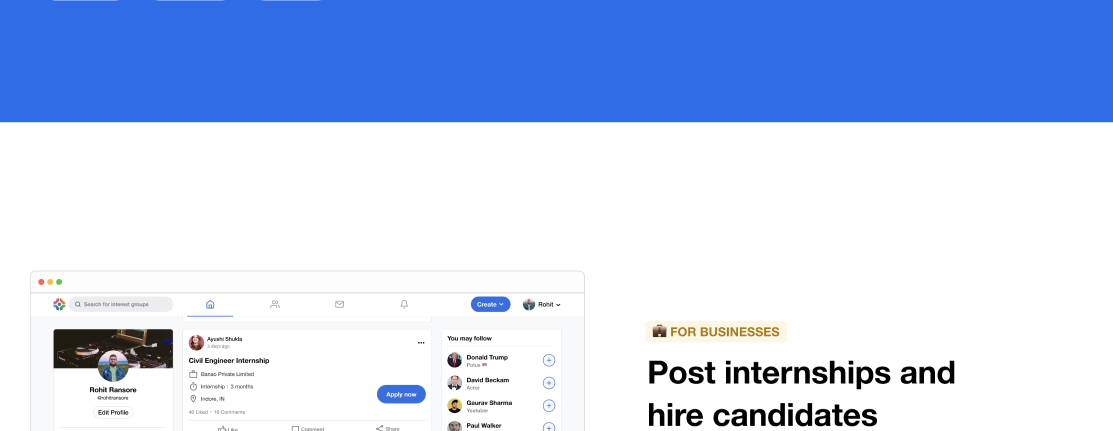 Search for interest groups
Create
Rohit
Rohit Ransore
@rohitransore
Edit Profile
Ayushi Shukla
3 days ago
Civil Engineer Internship
Banao Private Limited
Internship : 3 months
Indore, IN
Apply now
40 Liked • 16 Comments
Like
Comment
Share
You may follow
Donald Trump
Potus
David Beckam
Actor
Gaurav Sharma
Youtuber
Paul Walker
FOR BUSINESSES
Post internships and
hire candidates